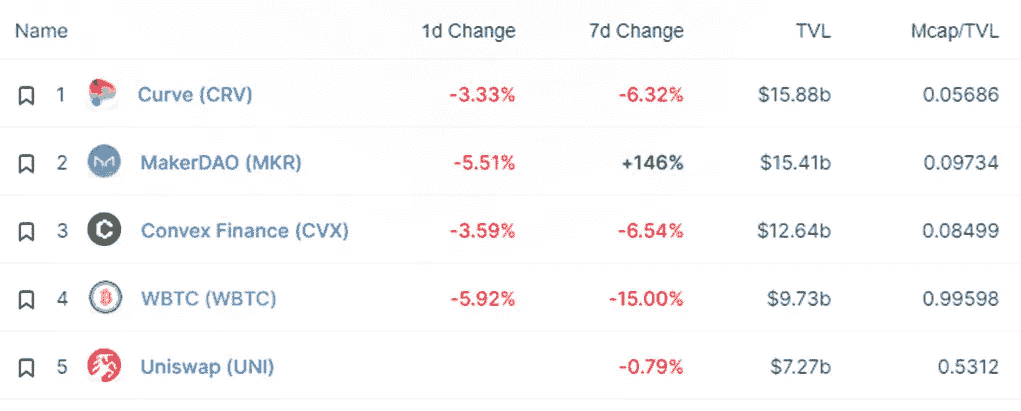 Name 1d Change 7d Change TVL Mcap/TVL
1 Curve (CRV) -3.33% -6.32% $15.88b 0.05686
2 MakerDAO (MKR) -5.51% +146% $15.41b 0.09734
3 Convex Finance (CVX) -3.59% -6.54% $12.64b 0.08499
4 WBTC (WBTC) -5.92% -15.00% $9.73b 0.99598
5 Uniswap (UNI) -0.79% $7.27b 0.5312